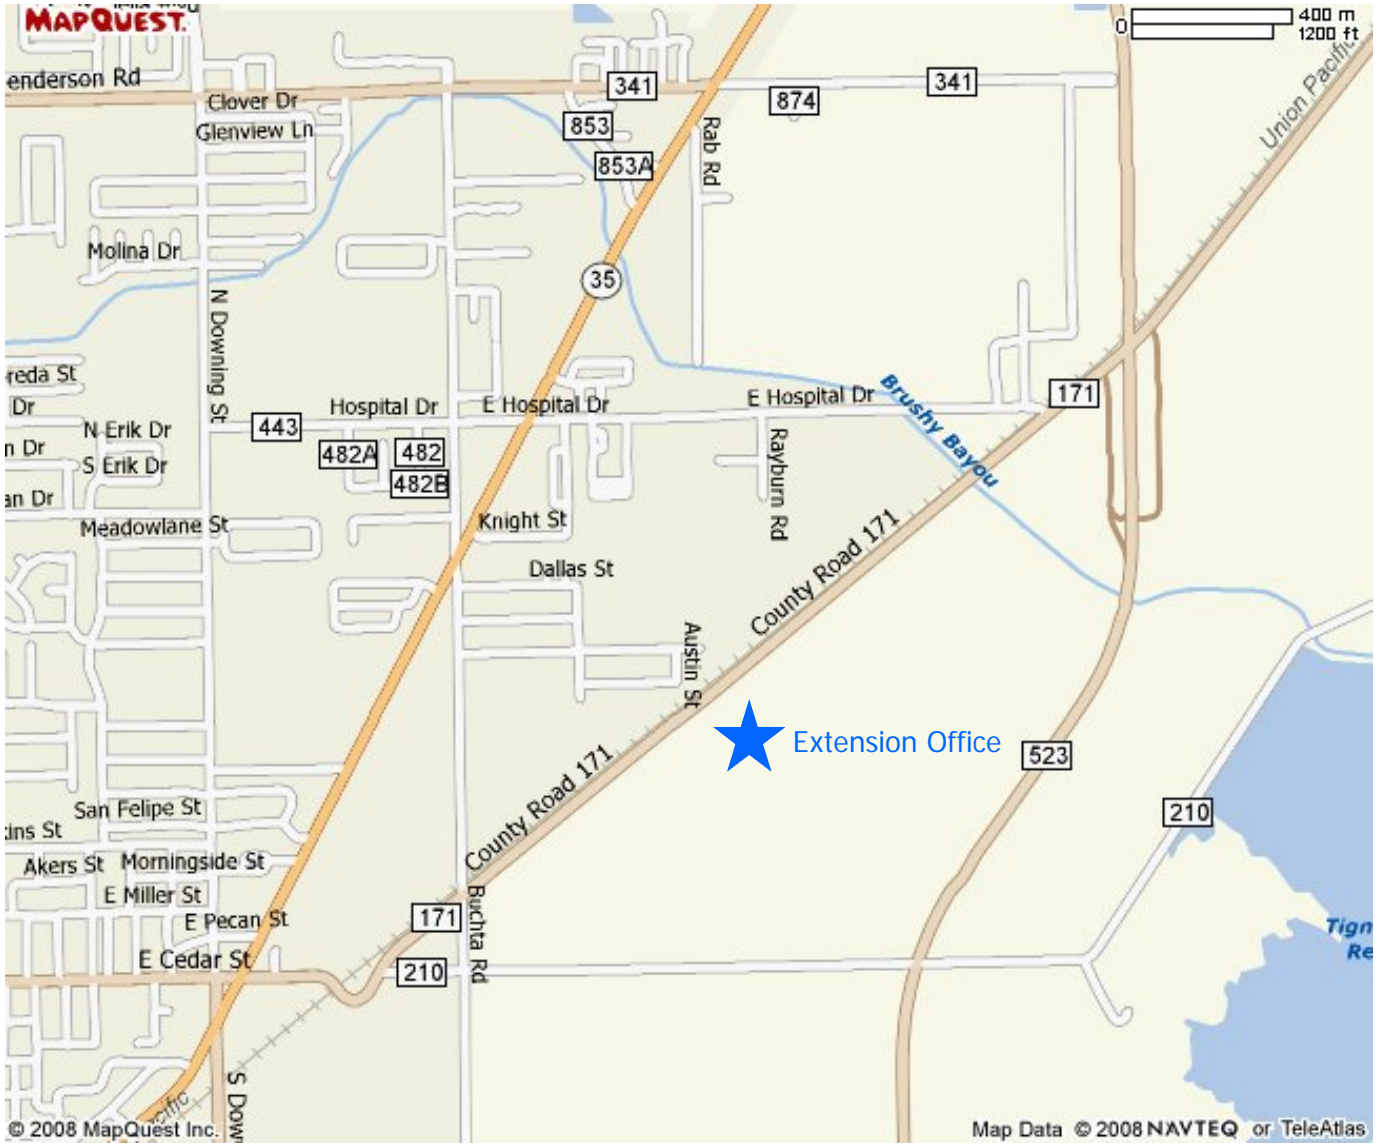 MAPQUEST.
0
400 m
1200 ft
enderson Rd
Clover Dr
Glenview Ln
341
874
341
853
853A
Rab Rd
Union Pacific
Molina Dr
35
N Downing St
reda St
Dr
N Erik Dr
n Dr
S Erik Dr
an Dr
Meadowlane St
443
Hospital Dr
E Hospital Dr
E Hospital Dr
482A
482
482B
Brushy Bayou
171
Rayburn Rd
Knight St
Dallas St
County Road 171
Austin St
Extension Office
523
210
County Road 171
San Felipe St
kins St
Akers St
Morningside St
E Miller St
E Pecan St
E Cedar St
171
210
Buchta Rd
Tign
Re
S Dow
cific
© 2008 MapQuest Inc.
Map Data © 2008 NAVTEQ or TeleAtlas